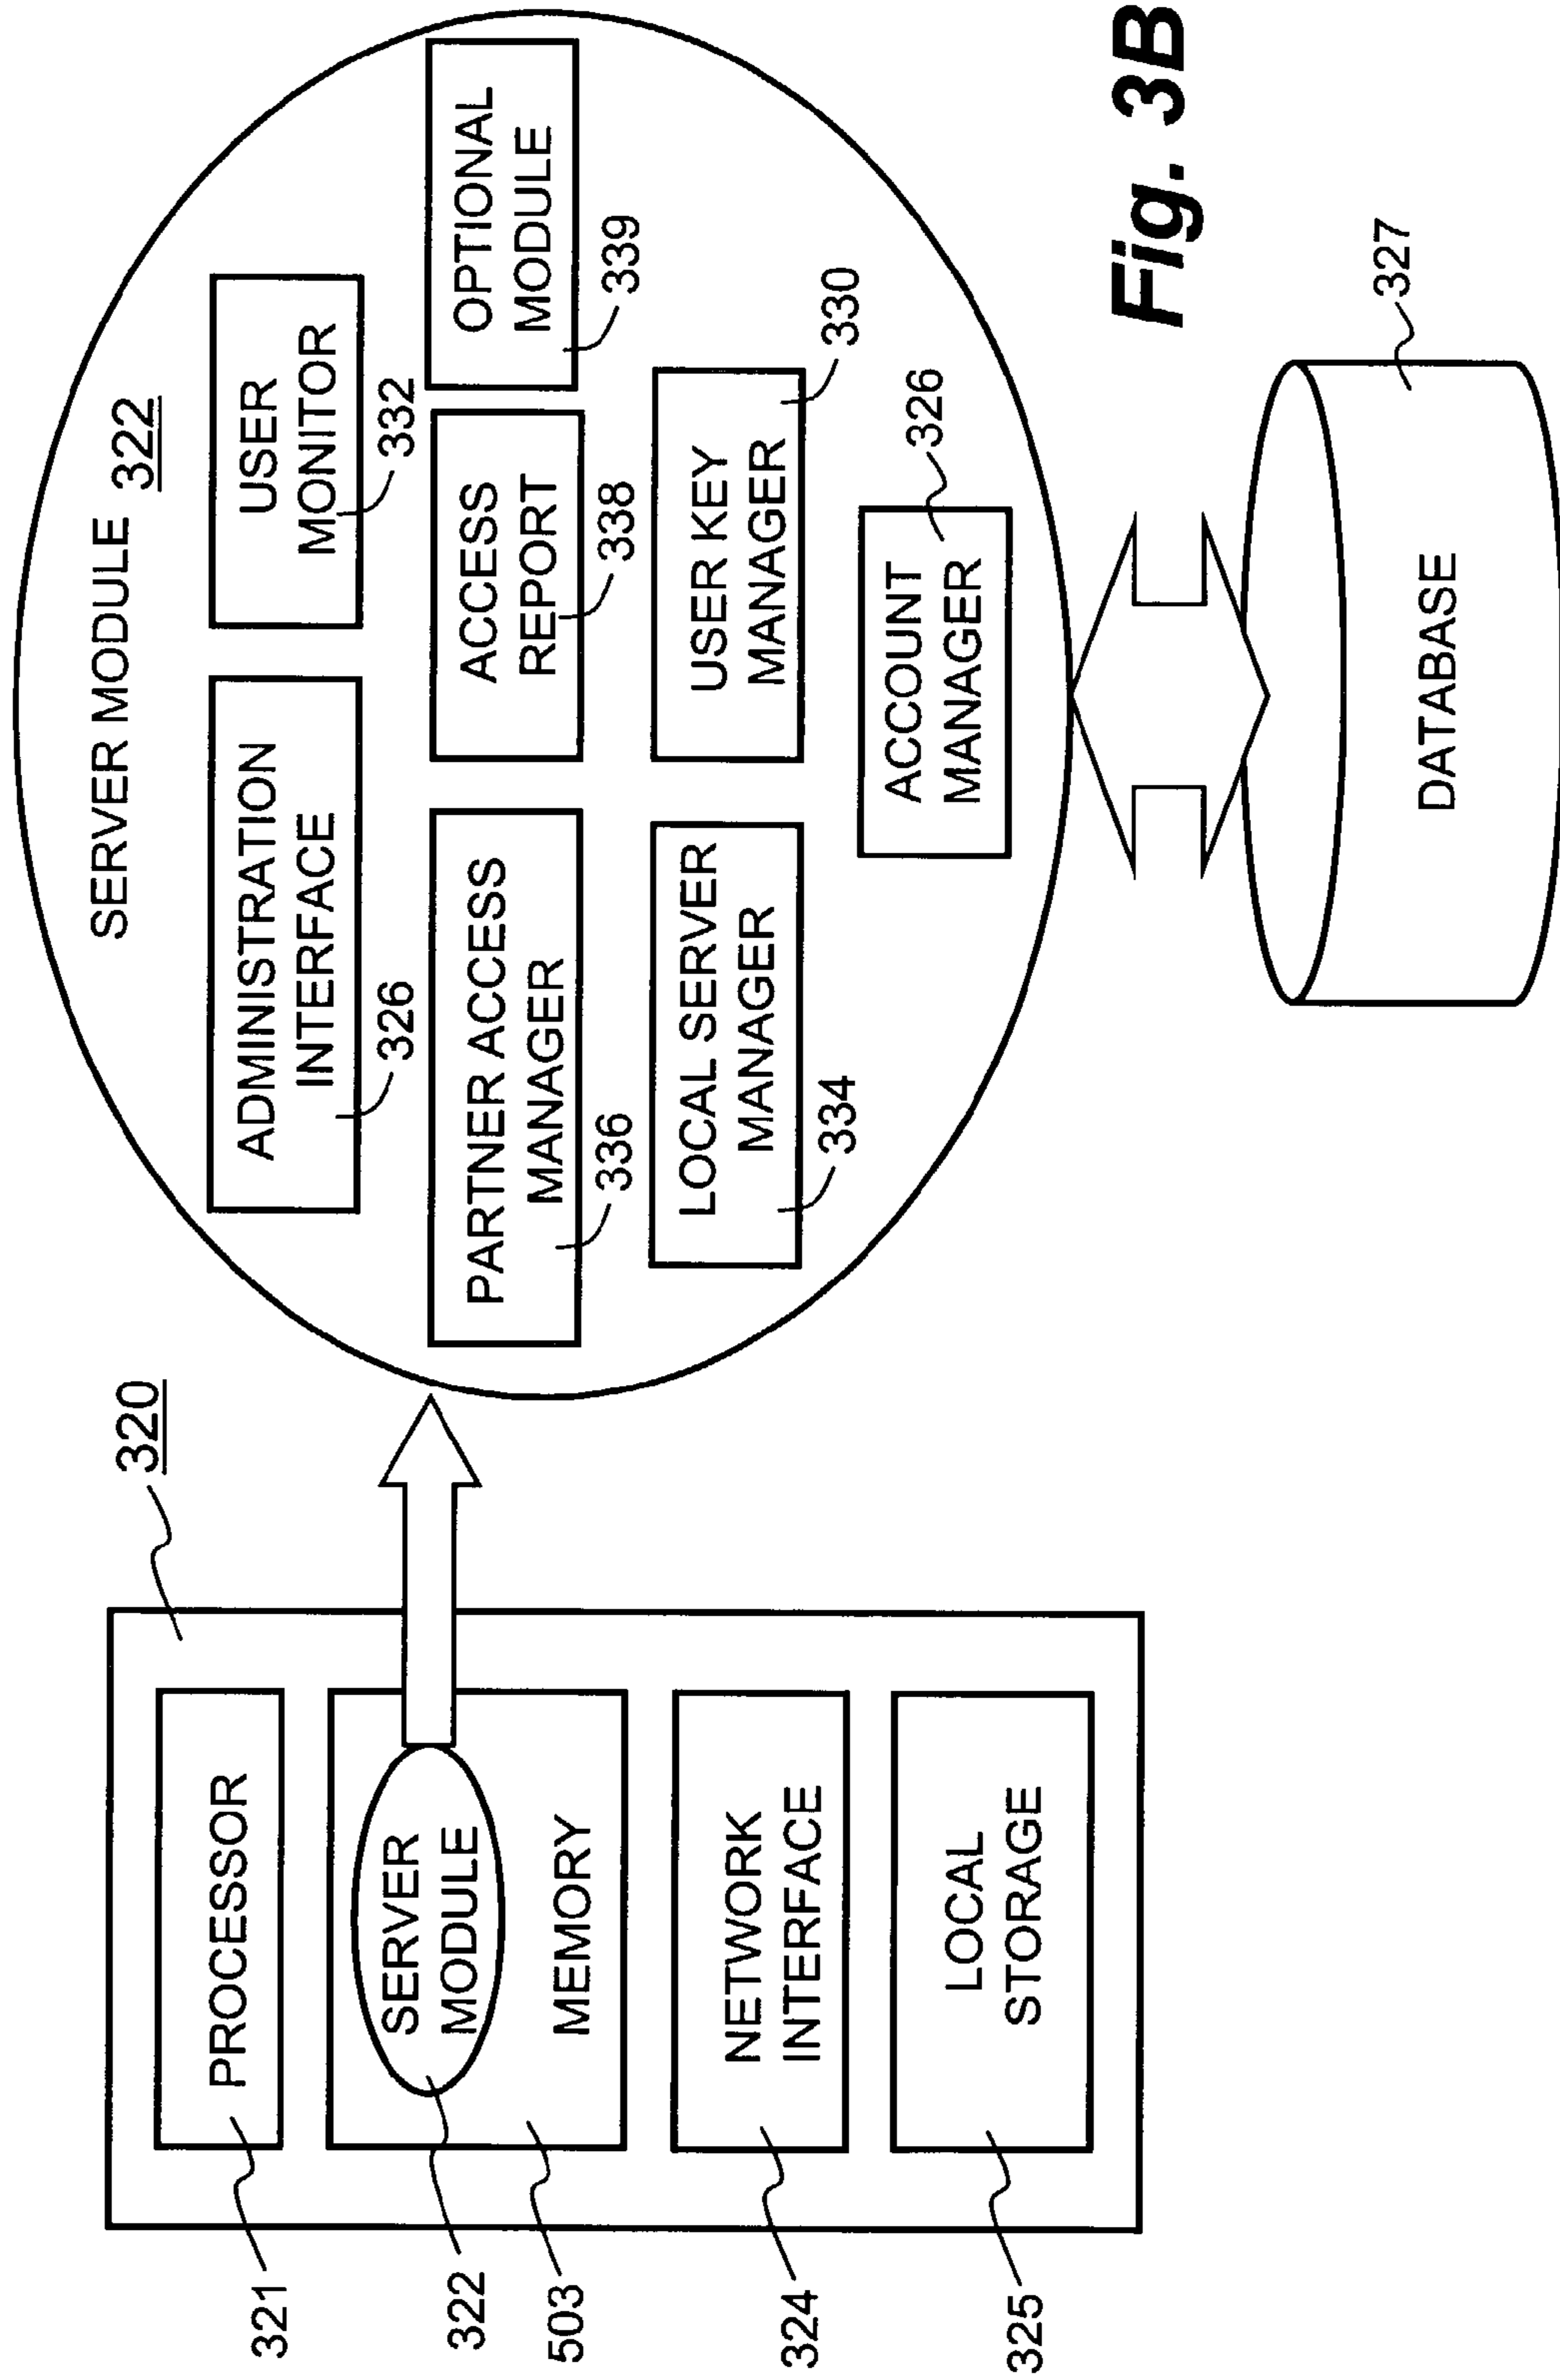 320
PROCESSOR
321
SERVER
MODULE
322
MEMORY
503
NETWORK
INTERFACE
324
LOCAL
STORAGE
325
SERVER MODULE 322
ADMINISTRATION
INTERFACE
326
USER
MONITOR
332
PARTNER ACCESS
MANAGER
336
ACCESS
REPORT
338
OPTIONAL
MODULE
339
LOCAL SERVER
MANAGER
334
USER KEY
MANAGER
330
ACCOUNT
MANAGER
326
DATABASE
327
Fig. 3B